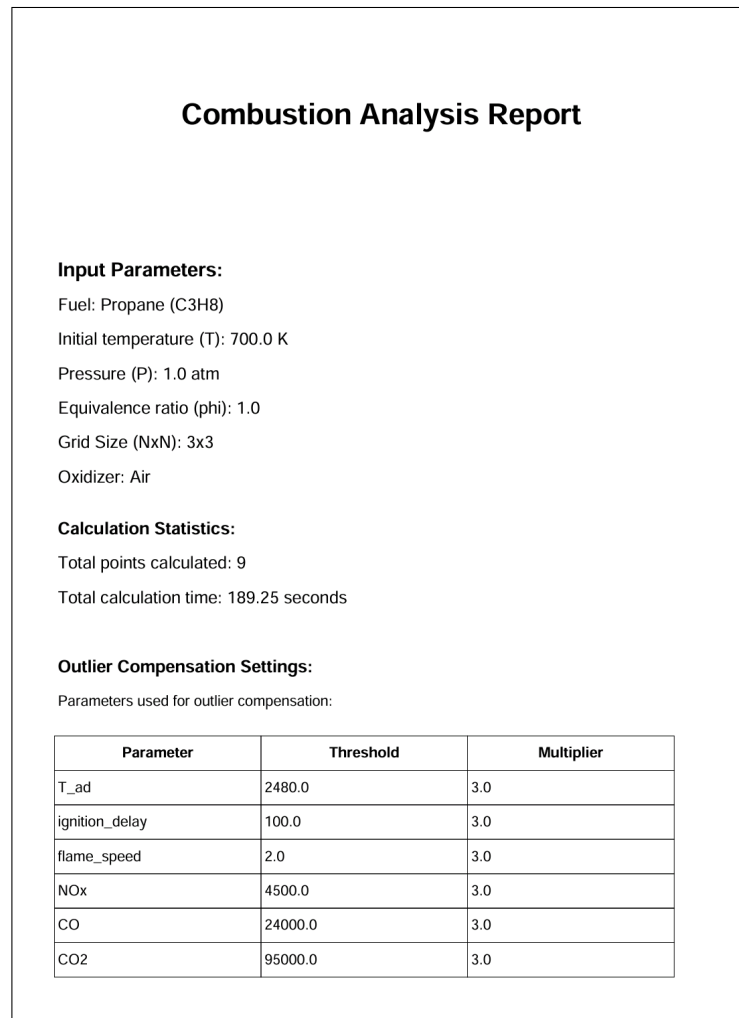 Combustion Analysis Report
Input Parameters:
Fuel: Propane (C3H8)
Initial temperature (T): 700.0 K
Pressure (P): 1.0 atm
Equivalence ratio (phi): 1.0
Grid Size (NxN): 3x3
Oxidizer: Air
Calculation Statistics:
Total points calculated: 9
Total calculation time: 189.25 seconds
Outlier Compensation Settings:
Parameters used for outlier compensation:
Parameter Threshold Multiplier
T_ad 2480.0 3.0
ignition_delay 100.0 3.0
flame_speed 2.0 3.0
NOx 4500.0 3.0
CO 24000.0 3.0
CO2 95000.0 3.0